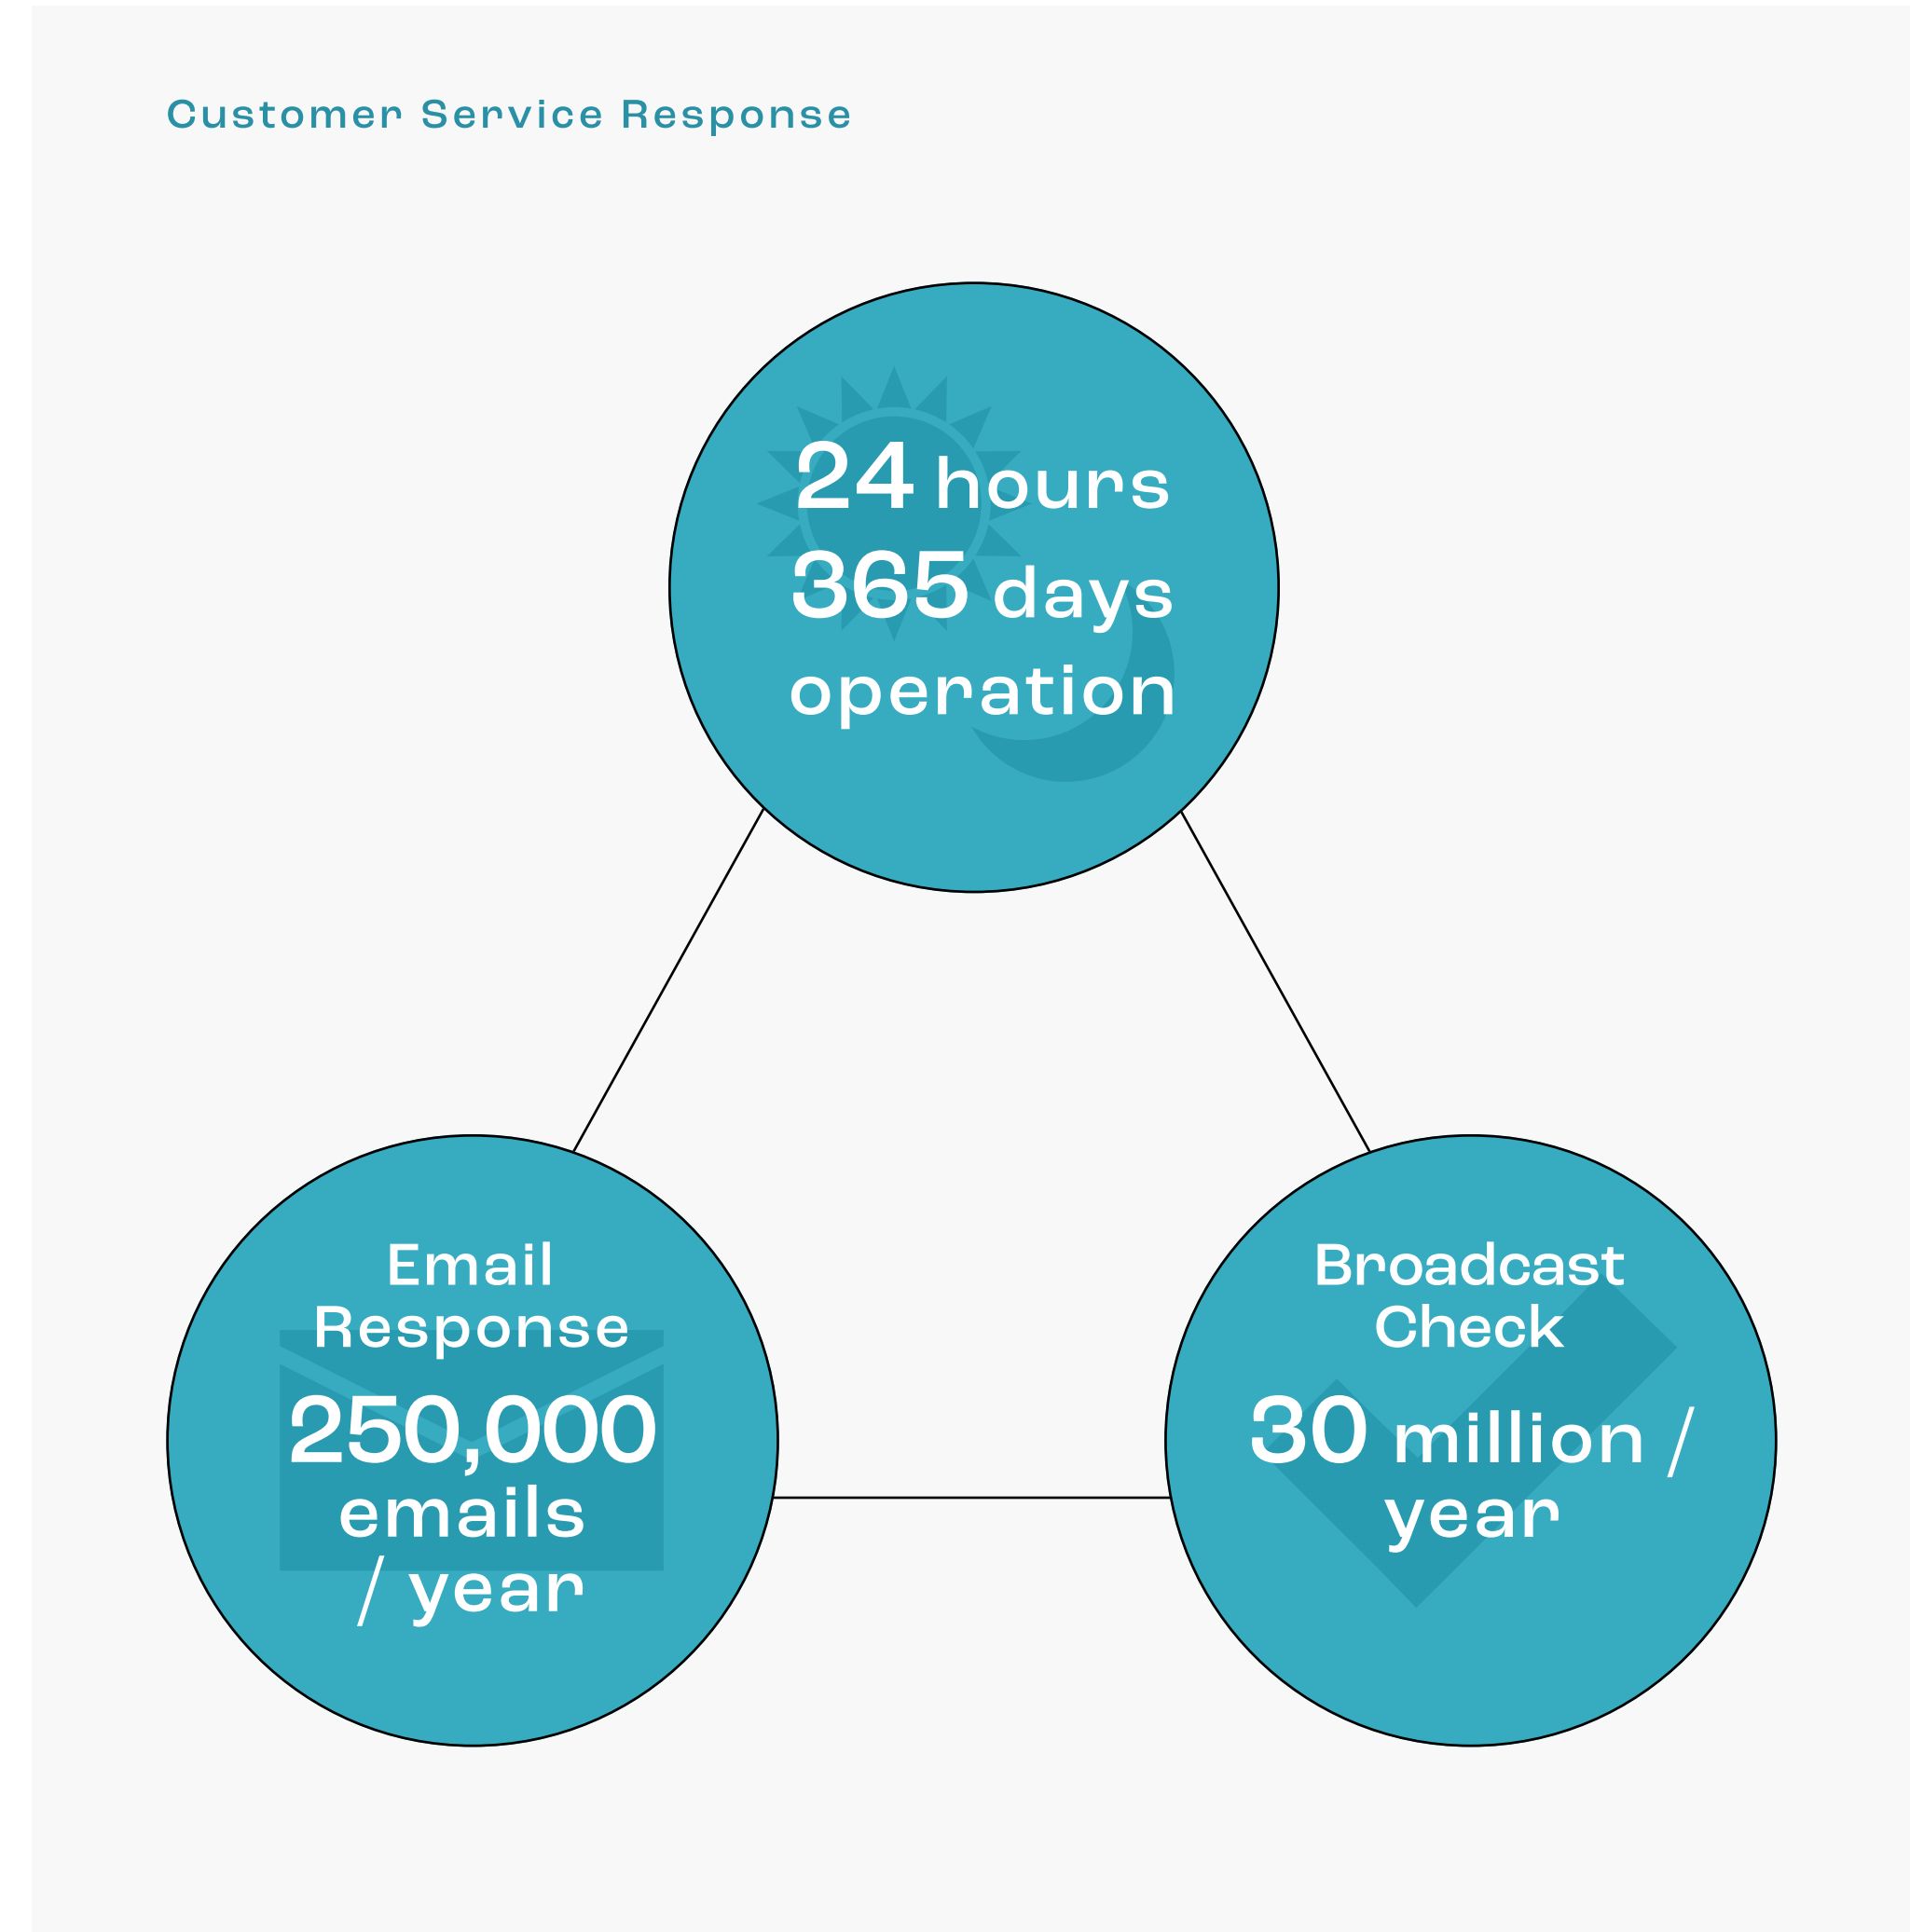 Customer Service Response
24 hours
365 days
operation
Email
Response
250,000
emails
/ year
Broadcast
Check
30 million /
year